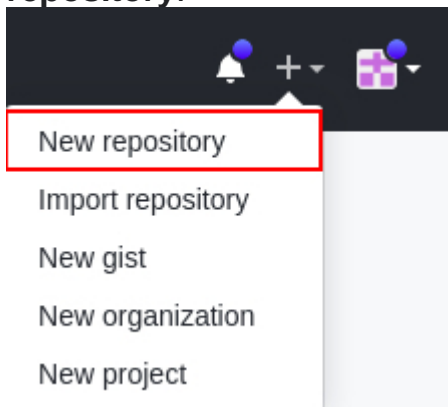 repository.
New repository
Import repository
New gist
New organization
New project